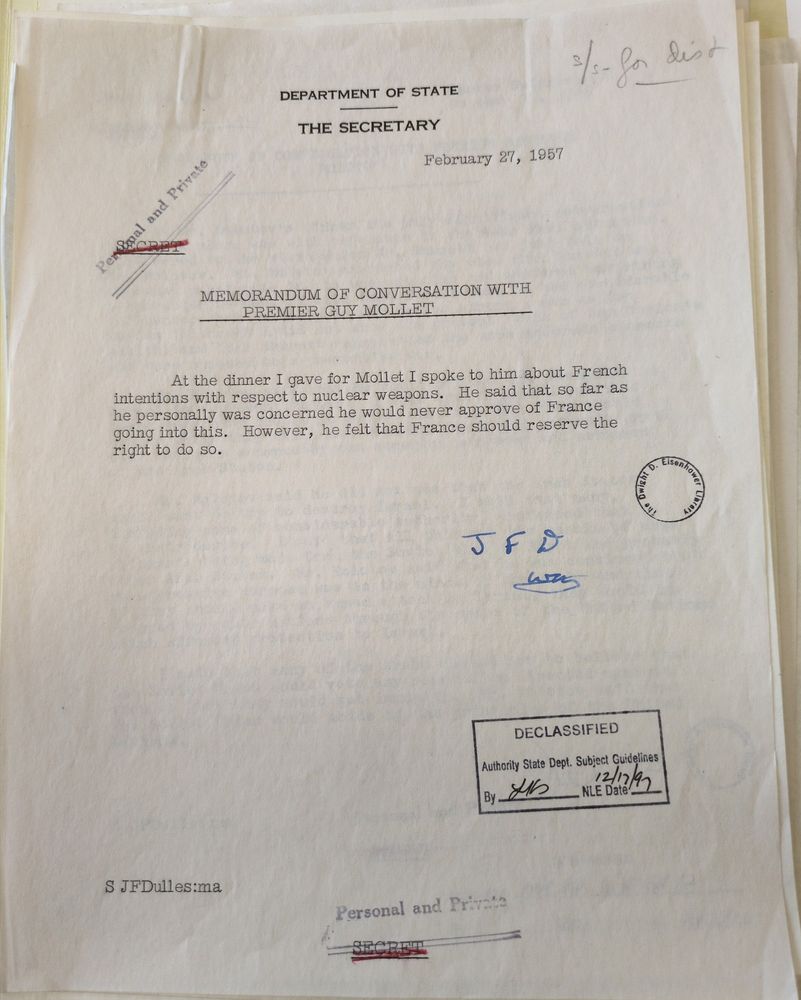 s/s - for dist
DEPARTMENT OF STATE
THE SECRETARY
February 27, 1957
Personal and Private
SECRET
MEMORANDUM OF CONVERSATION WITH
PREMIER GUY MOLLET
At the dinner I gave for Mollet I spoke to him about French
intentions with respect to nuclear weapons. He said that so far as
he personally was concerned he would never approve of France
going into this. However, he felt that France should reserve the
right to do so.
The Dwight D. Eisenhower Library
J F D
DECLASSIFIED
Authority State Dept. Subject Guidelines
By NLE Date 12/17/97
S JFDulles:ma
Personal and Private
SECRET